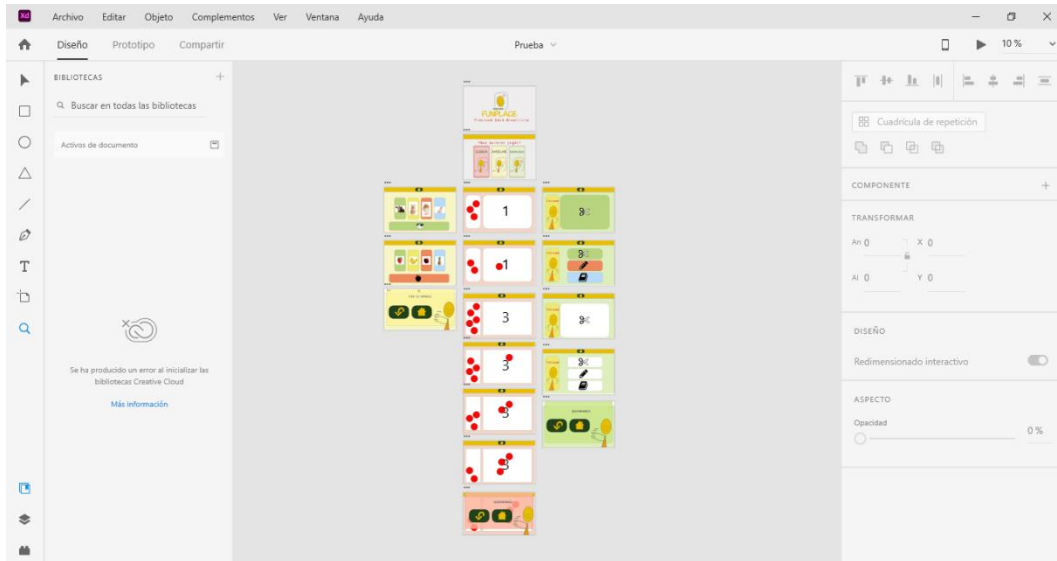 Xd Archivo Editar Objeto Complementos Ver Ventana Ayuda
Diseño Prototipo Compartir
Prueba
10 %
BIBLIOTECAS
Buscar en todas las bibliotecas
Activos de documento
Se ha producido un error al inicializar las
bibliotecas Creative Cloud
Más información
FUNPLACE
1
1
3
3
3
3
Cuadrícula de repetición
COMPONENTE
TRANSFORMAR
An 0 X 0
Al 0 Y 0
DISEÑO
Redimensionado interactivo
ASPECTO
Opacidad
0 %